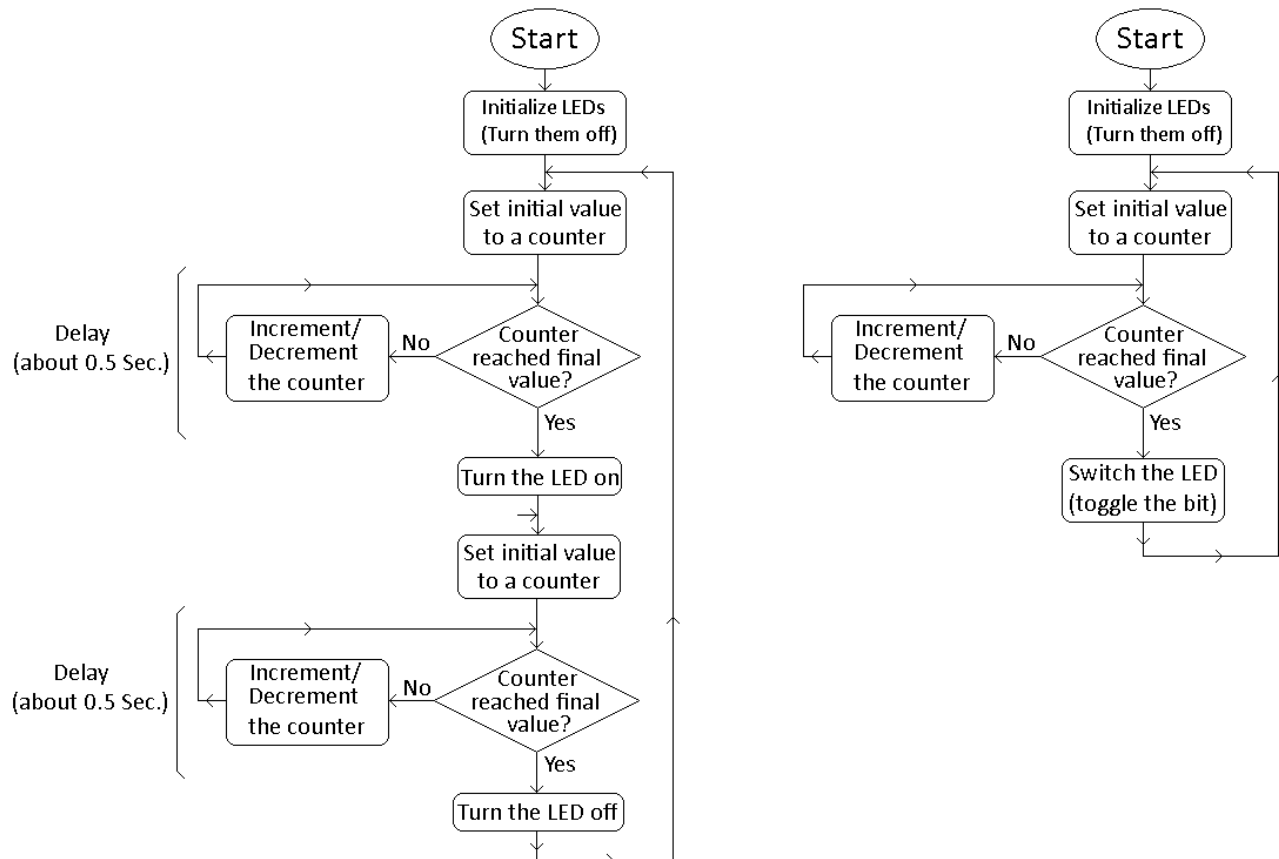 Start
Initialize LEDs
(Turn them off)
Set initial value
to a counter
Delay
(about 0.5 Sec.)
Increment/
Decrement
the counter
No
Counter
reached final
value?
Yes
Turn the LED on
Set initial value
to a counter
Delay
(about 0.5 Sec.)
Increment/
Decrement
the counter
No
Counter
reached final
value?
Yes
Turn the LED off
Start
Initialize LEDs
(Turn them off)
Set initial value
to a counter
Increment/
Decrement
the counter
No
Counter
reached final
value?
Yes
Switch the LED
(toggle the bit)